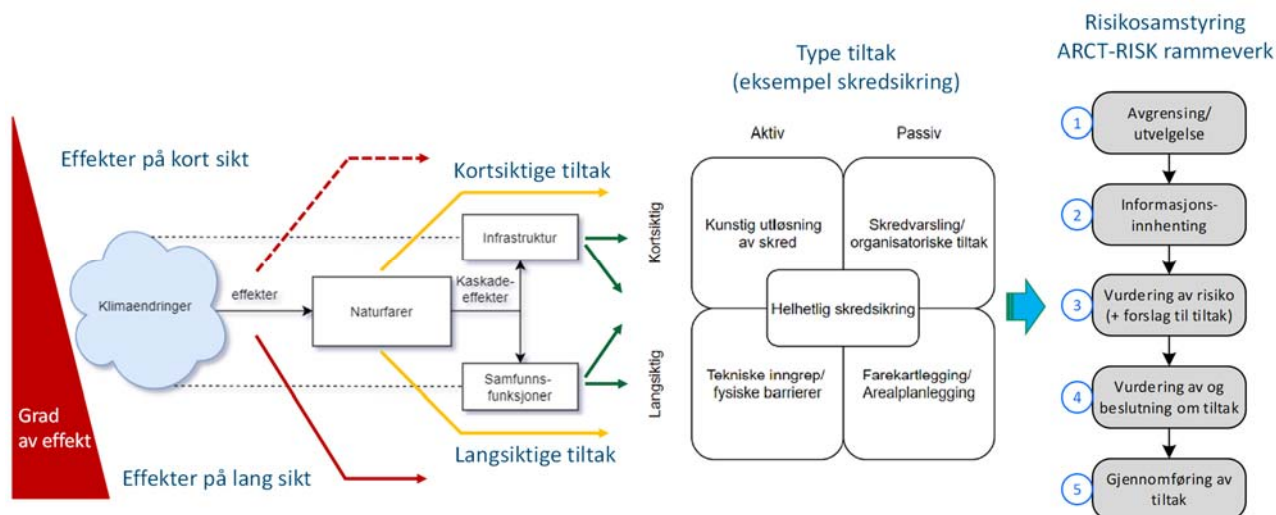 Effekter på kort sikt
Klimaendringer
effekter
Grad
av effekt
Effekter på lang sikt
Kortsiktige tiltak
Infrastruktur
Naturfarer
Kaskade-
effekter
Samfunns-
funksjoner
Langsiktige tiltak
Type tiltak
(eksempel skredsikring)
Aktiv
Passiv
Kortsiktig
Langsiktig
Kunstig utløsning
av skred
Skredvarsling/
organisatoriske tiltak
Helhetlig skredsikring
Tekniske inngrep/
fysiske barrierer
Farekartlegging/
Arealplanlegging
Risikosamstyring
ARCT-RISK rammeverk
1
Avgrensing/
utvelgelse
2
Informasjons-
innhenting
3
Vurdering av risiko
(+ forslag til tiltak)
4
Vurdering av og
beslutning om tiltak
5
Gjennomføring av
tiltak